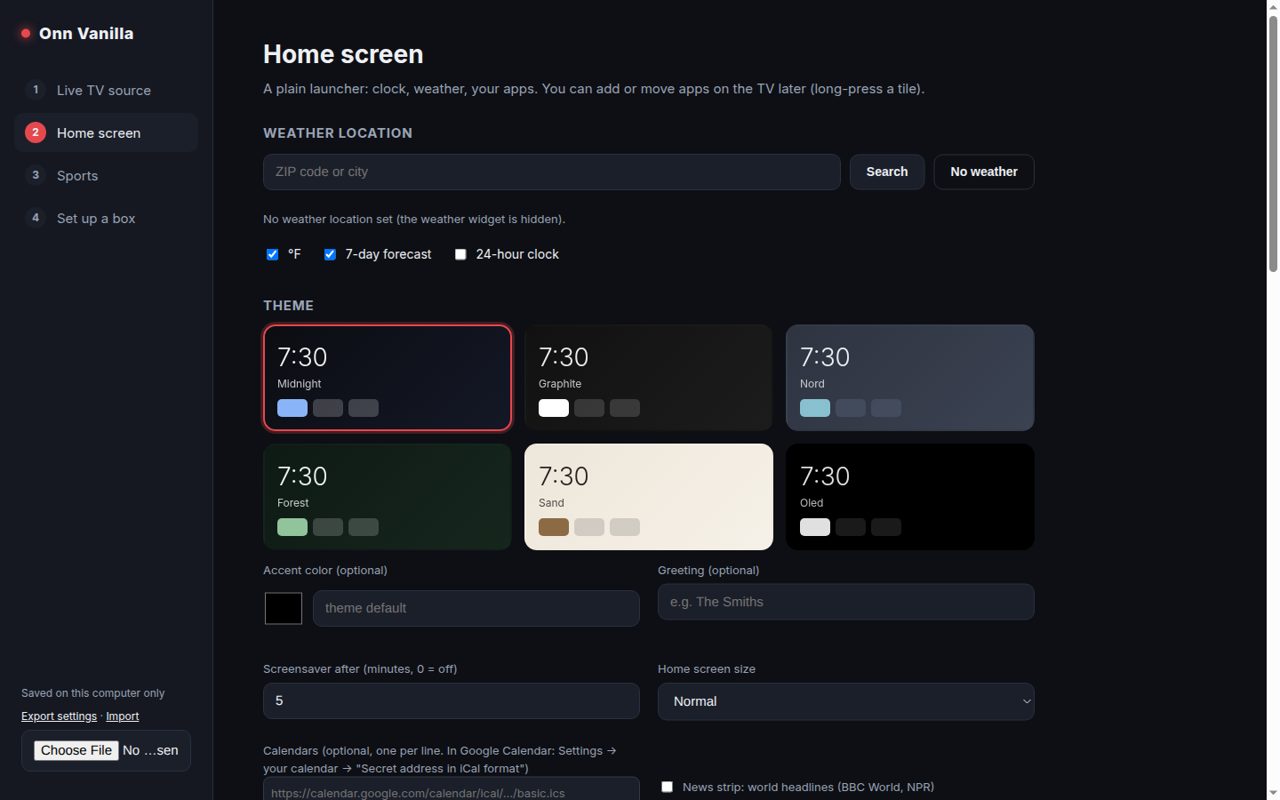 Onn Vanilla
1 Live TV source
2 Home screen
3 Sports
4 Set up a box
Saved on this computer only
Export settings · Import
Choose File No …sen
Home screen
A plain launcher: clock, weather, your apps. You can add or move apps on the TV later (long-press a tile).
WEATHER LOCATION
ZIP code or city Search No weather
No weather location set (the weather widget is hidden).
°F 7-day forecast 24-hour clock
THEME
7:30 7:30 7:30
Midnight Graphite Nord
7:30 7:30 7:30
Forest Sand Oled
Accent color (optional) Greeting (optional)
theme default e.g. The Smiths
Screensaver after (minutes, 0 = off) Home screen size
5 Normal
Calendars (optional, one per line. In Google Calendar: Settings →
your calendar → "Secret address in iCal format")
News strip: world headlines (BBC World, NPR)
https://calendar.google.com/calendar/ical/.../basic.ics